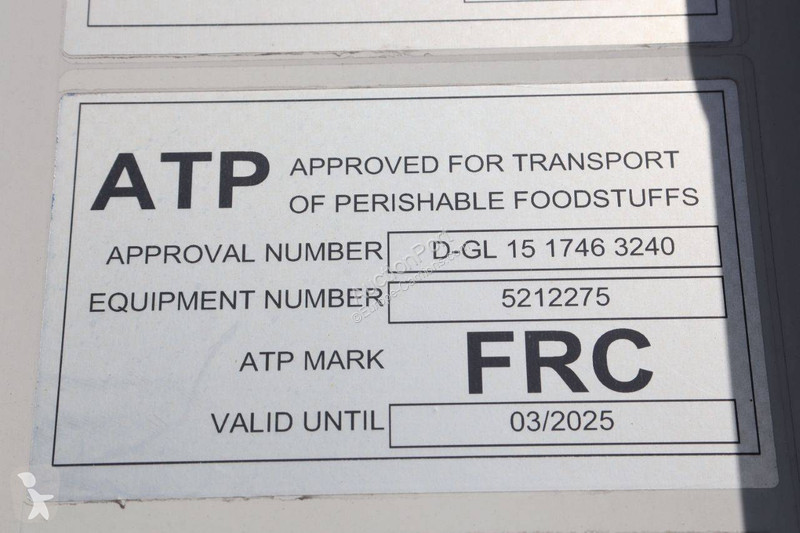 ATP APPROVED FOR TRANSPORT
OF PERISHABLE FOODSTUFFS
APPROVAL NUMBER D-GL 15 1746 3240
EQUIPMENT NUMBER 5212275
ATP MARK FRC
VALID UNTIL 03/2025